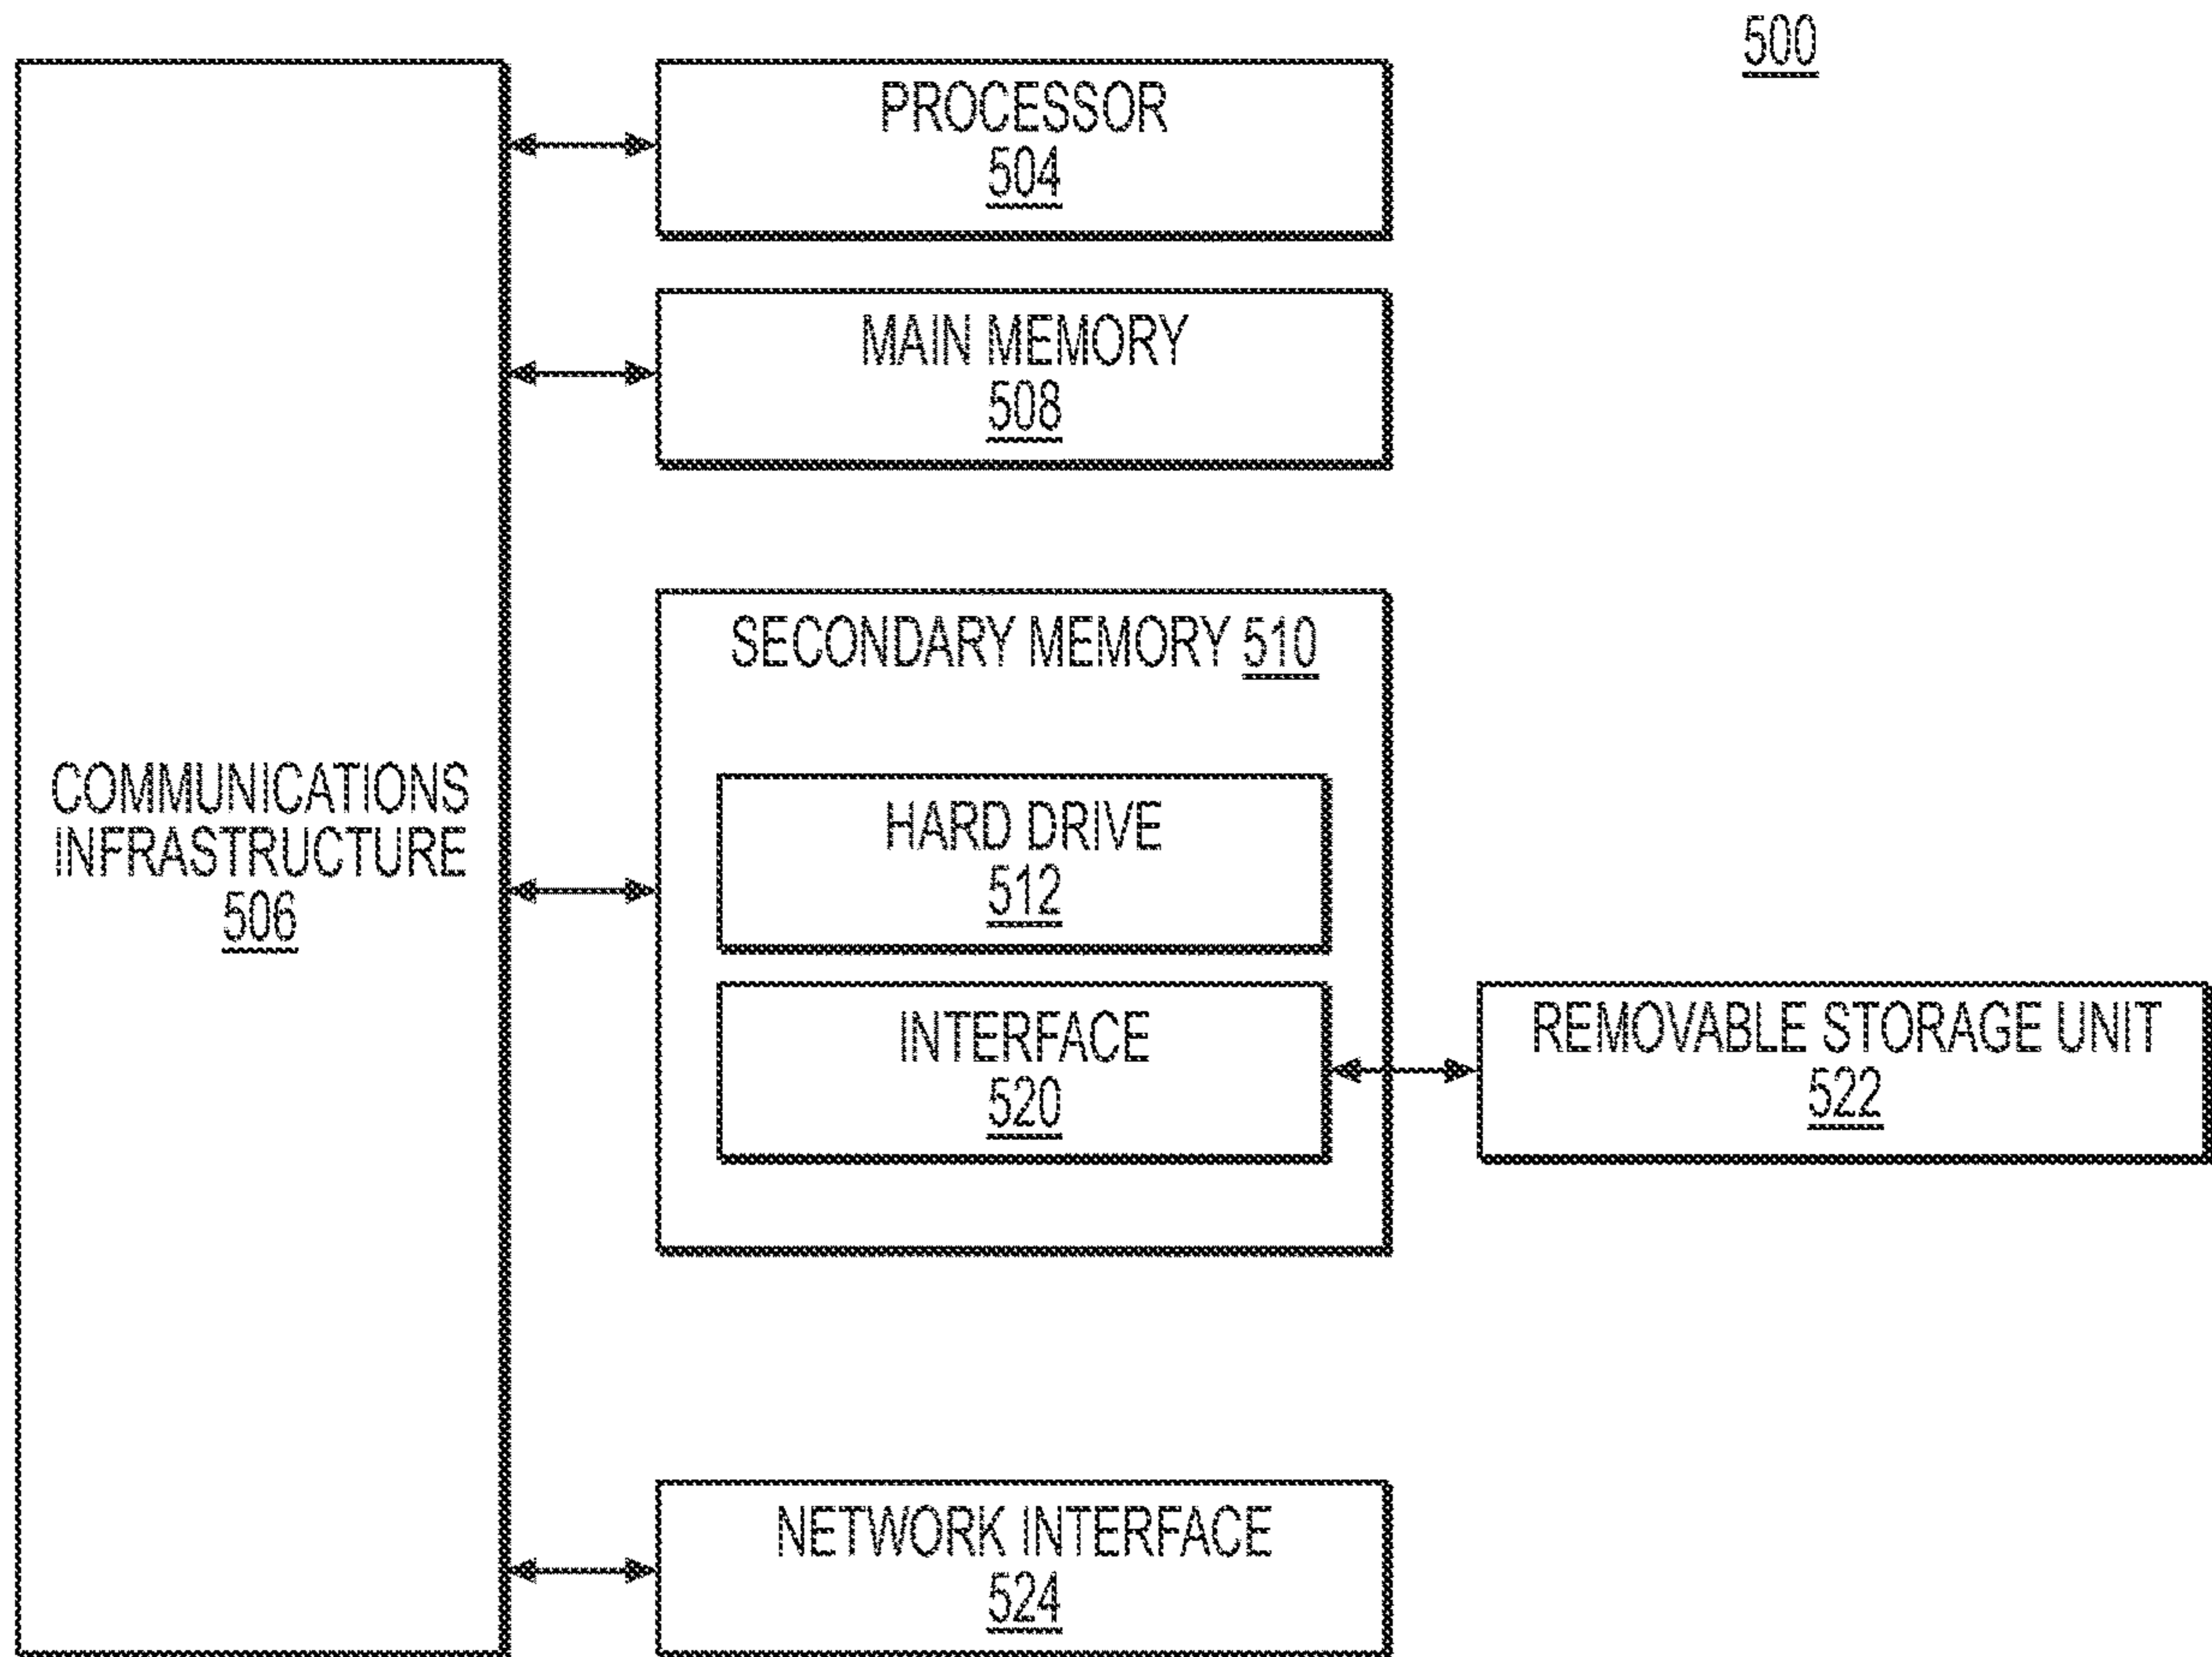 500
PROCESSOR
504
MAIN MEMORY
508
SECONDARY MEMORY 510
COMMUNICATIONS
INFRASTRUCTURE
506
HARD DRIVE
512
INTERFACE
520
REMOVABLE STORAGE UNIT
522
NETWORK INTERFACE
524